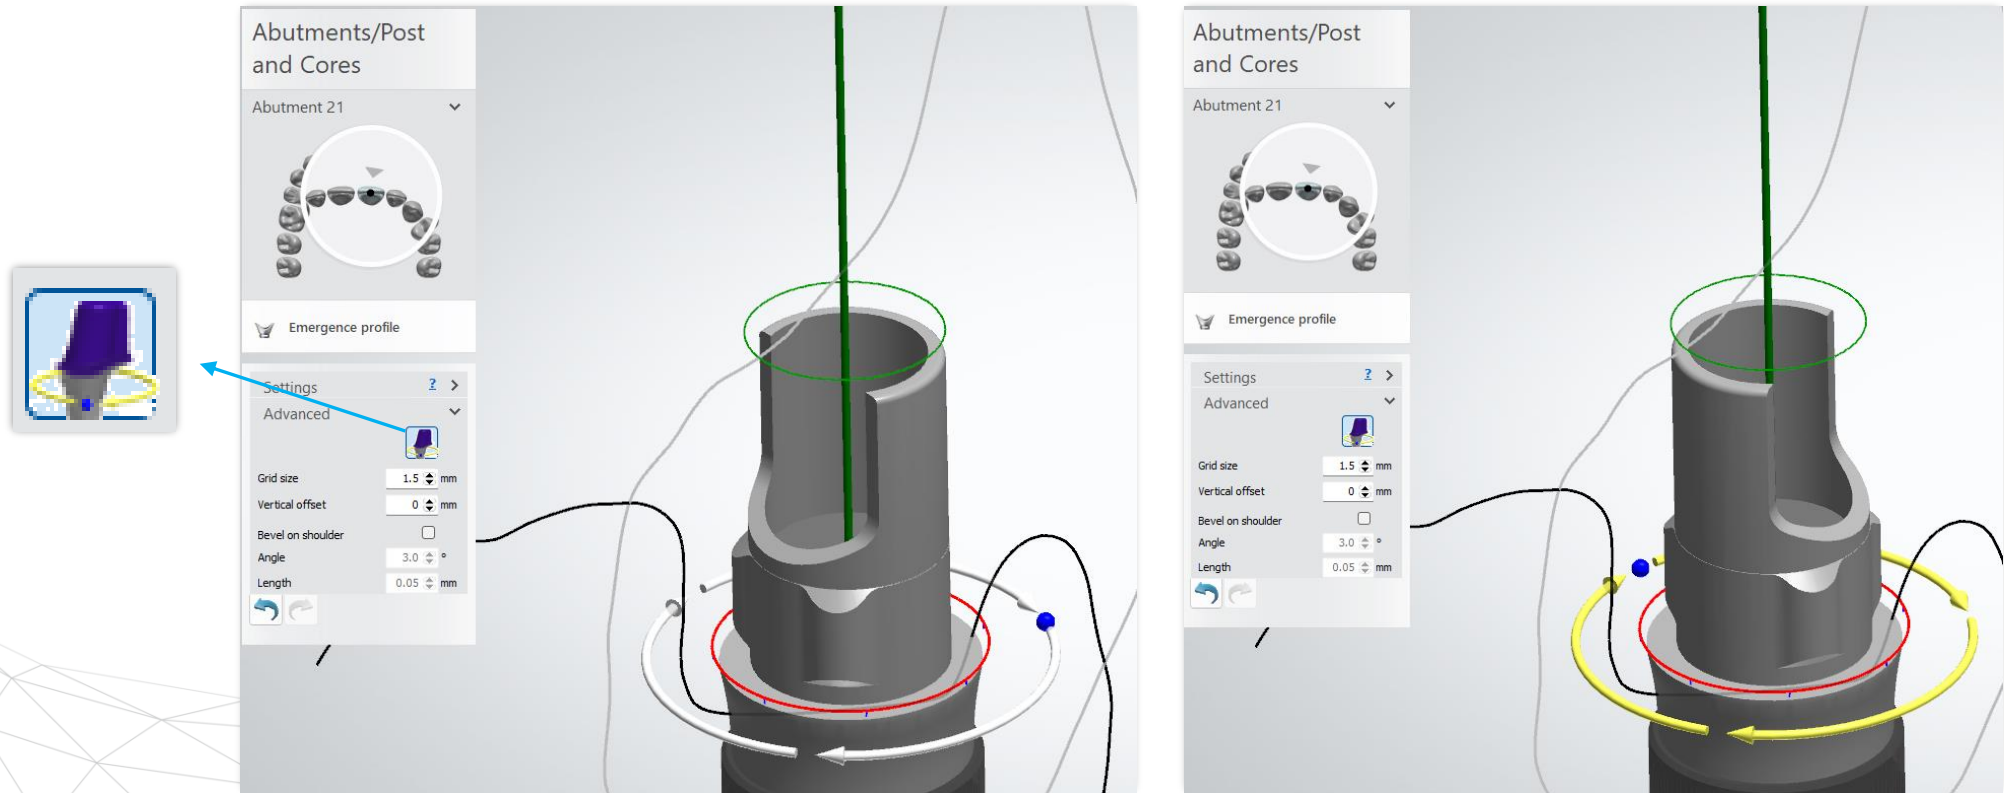 Abutments/Post
and Cores
Abutment 21
Emergence profile
Settings ?
Advanced
Grid size 1.5 mm
Vertical offset 0 mm
Bevel on shoulder
Angle 3.0 °
Length 0.05 mm
Abutments/Post
and Cores
Abutment 21
Emergence profile
Settings ?
Advanced
Grid size 1.5 mm
Vertical offset 0 mm
Bevel on shoulder
Angle 3.0 °
Length 0.05 mm